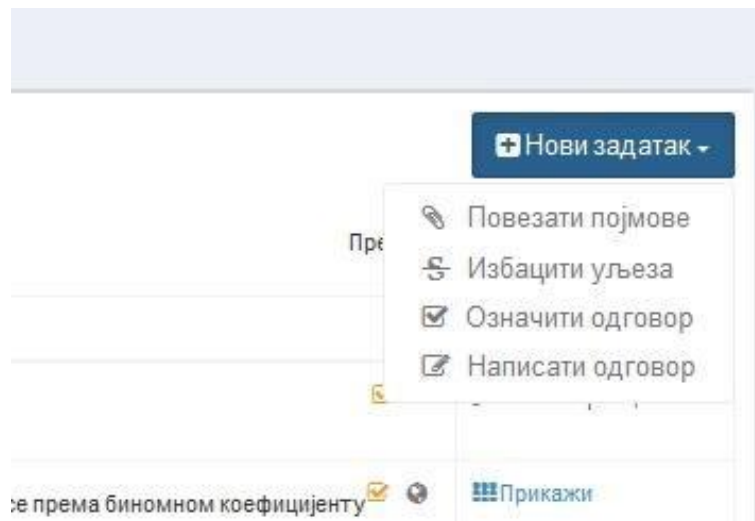 Нови задатак
Повезати појмове
Пре
Избацити уљеза
Означити одговор
Написати одговор
се према биномном коефицијенту
Прикажи